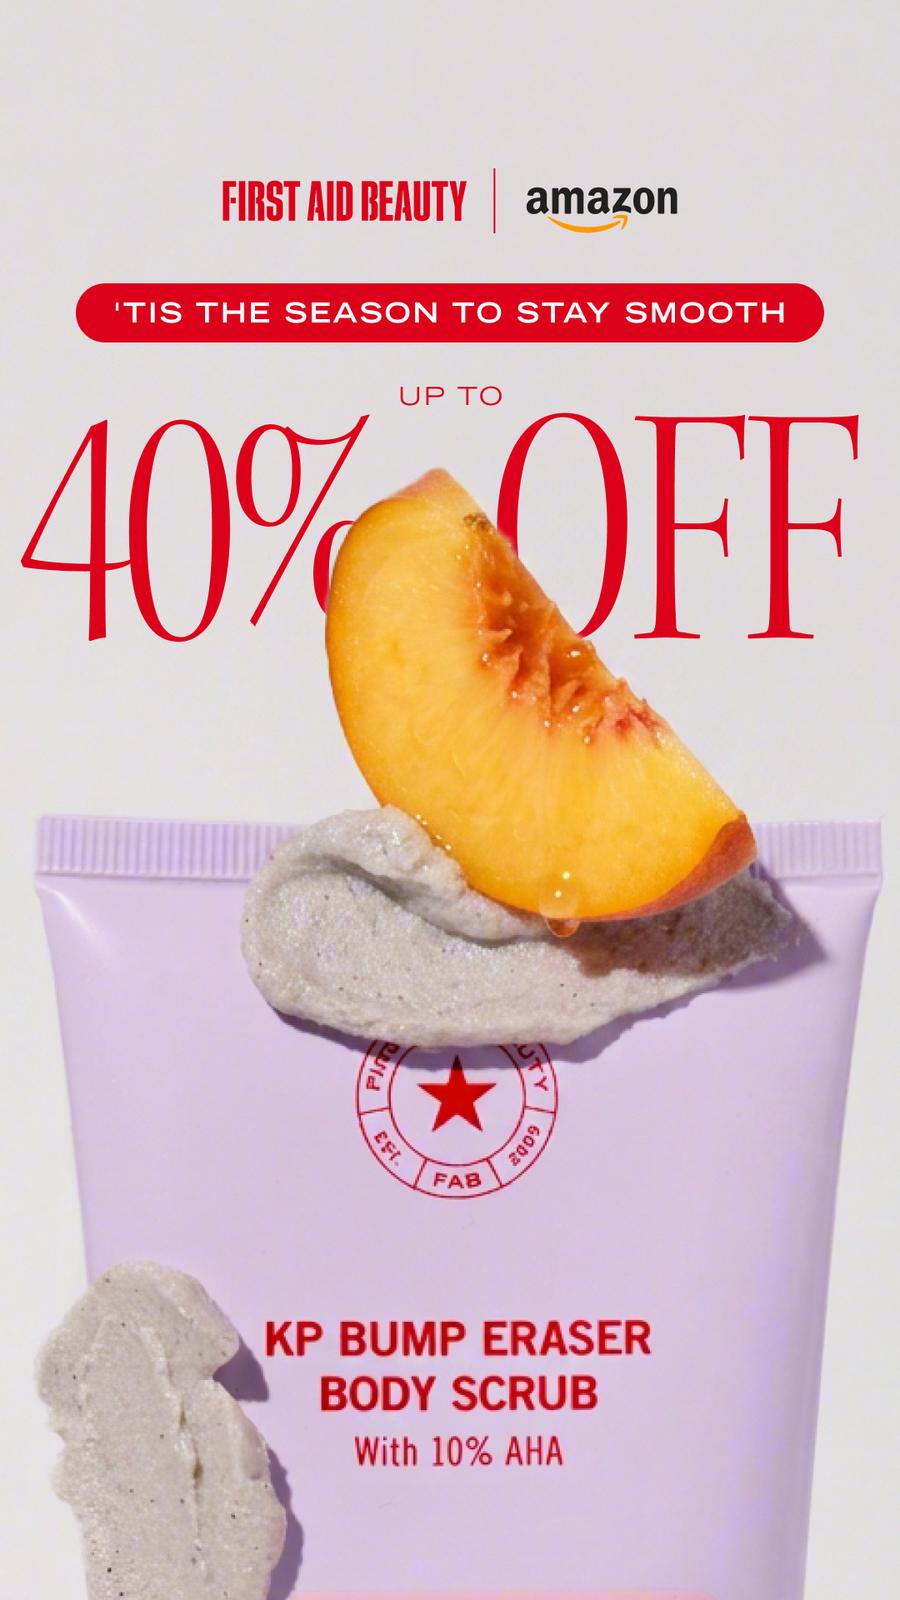 FIRST AID BEAUTY | amazon
'TIS THE SEASON TO STAY SMOOTH
UP TO
40% OFF
FAB
2009
KP BUMP ERASER
BODY SCRUB
With 10% AHA